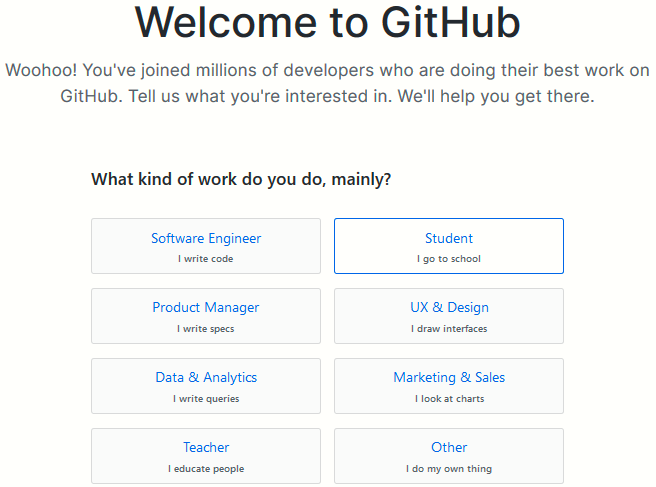 Welcome to GitHub
Woohoo! You've joined millions of developers who are doing their best work on
GitHub. Tell us what you're interested in. We'll help you get there.
What kind of work do you do, mainly?
Software Engineer
I write code
Student
I go to school
Product Manager
I write specs
UX & Design
I draw interfaces
Data & Analytics
I write queries
Marketing & Sales
I look at charts
Teacher
I educate people
Other
I do my own thing